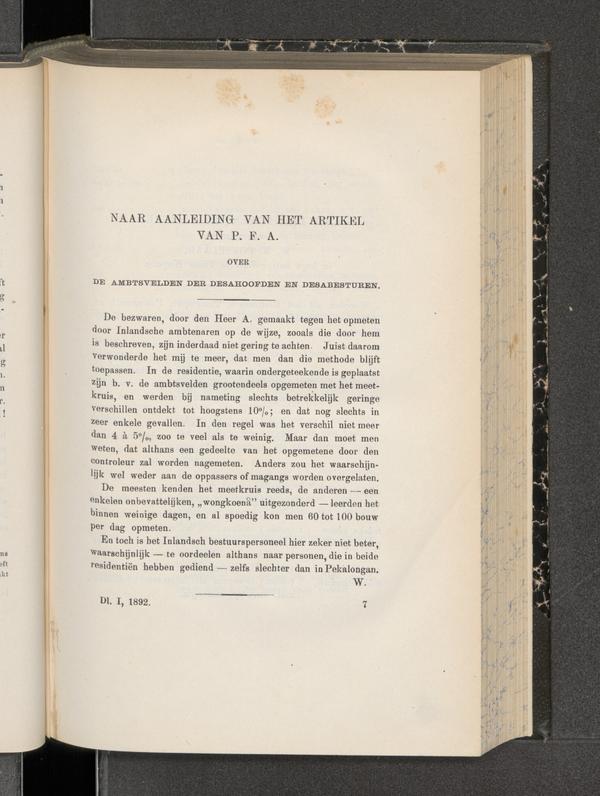 NAAR AANLEIDING VAN HET ARTIKEL
VAN P. F. A.
OVER
DE AMBTSVELDEN DER DESAHOOFDEN EN DESABESTUREN.
De bezwaren, door den Heer A. gemaakt tegen het opmeten
door Inlandsche ambtenaren op de wijze, zooals die door hem
is beschreven, zijn inderdaad niet gering te achten. Juist daarom
verwonderde het mij te meer, dat men dan die methode blijft
toepassen. In de residentie, waarin ondergeteekende is geplaatst
zijn b. v. de ambtsvelden grootendeels opgemeten met het meet-
kruis, en werden bij nameting slechts betrekkelijk geringe
verschillen ontdekt tot hoogstens 10%; en dat nog slechts in
zeer enkele gevallen. In den regel was het verschil niet meer
dan 4 à 5%, zoo te veel als te weinig. Maar dan moet men
weten, dat althans een gedeelte van het opgemetene door den
controleur zal worden nagemeten. Anders zou het waarschijn-
lijk wel weder aan de oppassers of magangs worden overgelaten.
De meesten kenden het meetkruis reeds, de anderen — een
enkelen onbevattelijken, „wongkoenå" uitgezonderd — leerden het
binnen weinige dagen, en al spoedig kon men 60 tot 100 bouw
per dag opmeten.
En toch is het Inlandsch bestuurspersoneel hier zeker niet beter,
waarschijnlijk — te oordeelen althans naar personen, die in beide
residentiën hebben gediend — zelfs slechter dan in Pekalongan.
W.
Dl. I, 1892. 7